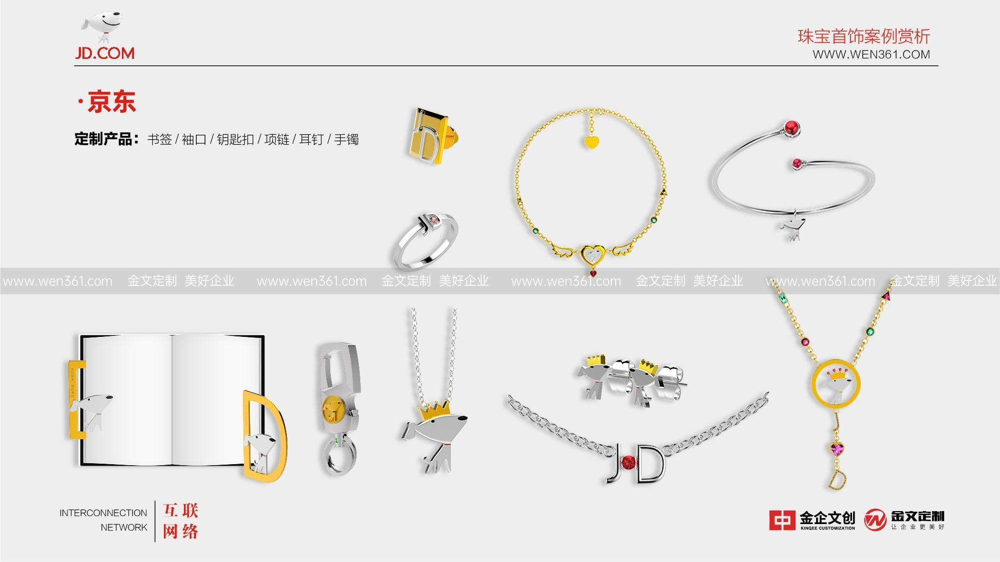 JD.COM
珠宝首饰案例赏析
WWW.WEN361.COM
·京东
定制产品：书签 / 袖口 / 钥匙扣 / 项链 / 耳钉 / 手镯
JD
JD
www.wen361.com 金文定制 美好企业 www.wen361.com 金文定制 美好企业 www.wen361.com 金文定制 美好企业 www.wen361.com 金文定制 美好企业
D
JD
J
D
INTERCONNECTION
NETWORK
互联
网络
金企文创
KINQEE CUSTOMIZATION
金文定制
让企业更美好